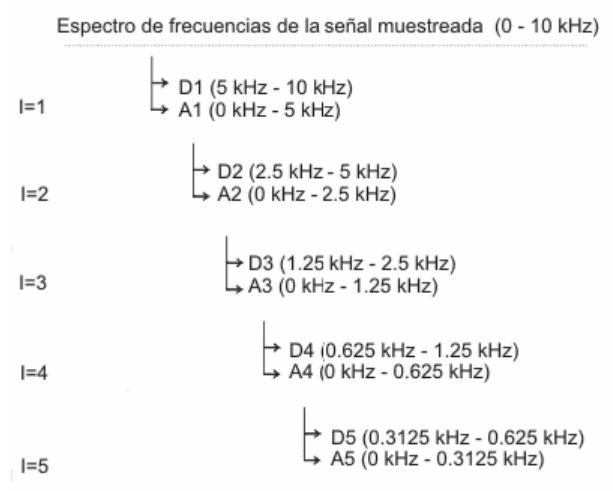 Espectro de frecuencias de la señal muestreada (0 - 10 kHz)
D1 (5 kHz - 10 kHz)
l=1
A1 (0 kHz - 5 kHz)
D2 (2.5 kHz - 5 kHz)
l=2
A2 (0 kHz - 2.5 kHz)
D3 (1.25 kHz - 2.5 kHz)
l=3
A3 (0 kHz - 1.25 kHz)
D4 (0.625 kHz - 1.25 kHz)
l=4
A4 (0 kHz - 0.625 kHz)
D5 (0.3125 kHz - 0.625 kHz)
l=5
A5 (0 kHz - 0.3125 kHz)